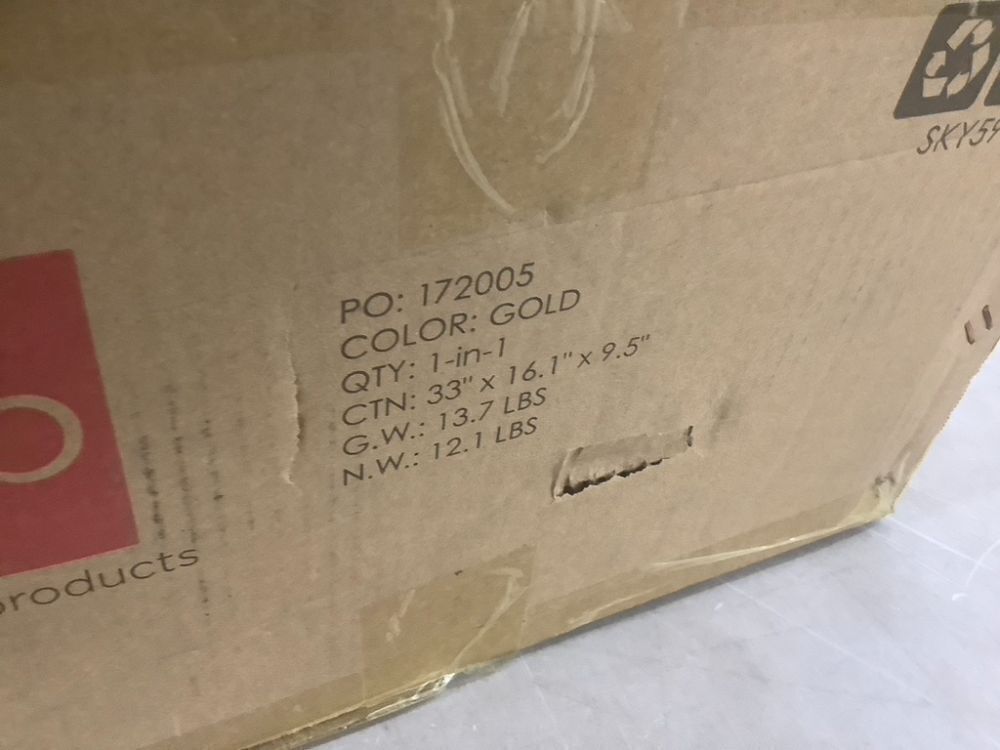 SKY59
PO: 172005
COLOR: GOLD
QTY: 1-in-1
CTN: 33" x 16.1" x 9.5"
G.W.: 13.7 LBS
N.W.: 12.1 LBS
products